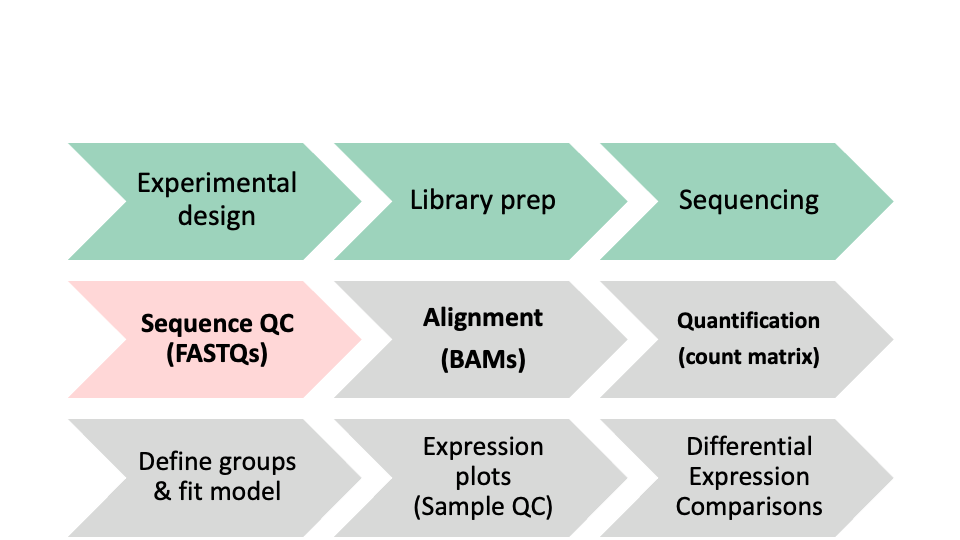 Experimental
design
Library prep
Sequencing
Sequence QC
(FASTQs)
Alignment
(BAMs)
Quantification
(count matrix)
Define groups
& fit model
Expression
plots
(Sample QC)
Differential
Expression
Comparisons